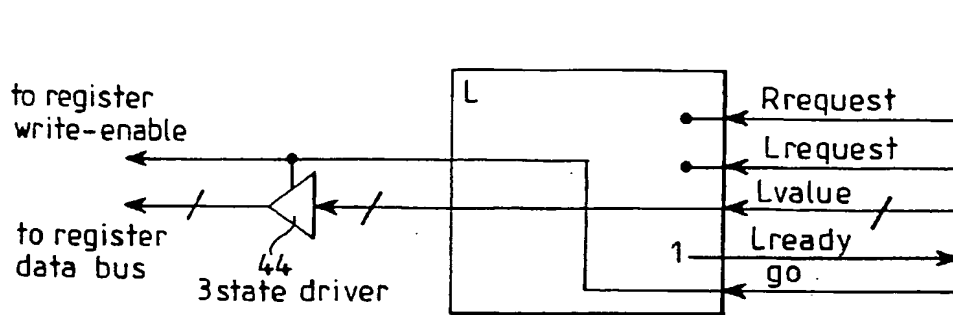 to register
write-enable
to register
data bus
44
3state driver
L
Rrequest
Lrequest
Lvalue
1
Lready
go